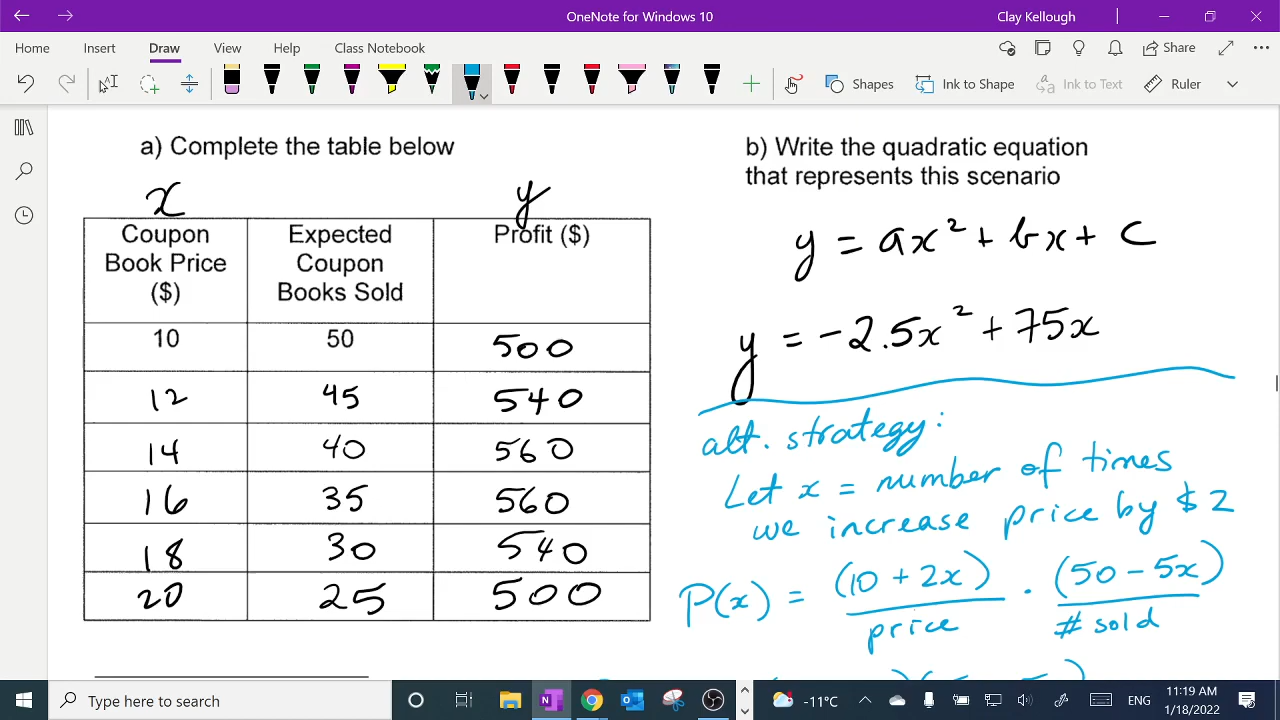 OneNote for Windows 10
Clay Kellough
Home Insert Draw View Help Class Notebook
Share
Shapes Ink to Shape Ink to Text Ruler
a) Complete the table below
x y
Coupon Book Price ($) Expected Coupon Books Sold Profit ($)
10 50 500
12 45 540
14 40 560
16 35 560
18 30 540
20 25 500
b) Write the quadratic equation
that represents this scenario
y = ax² + bx + c
y = -2.5x² + 75x
alt. strategy:
Let x = number of times
we increase price by $2
P(x) = (10 + 2x) · (50 - 5x)
price # sold
Type here to search
-11°C
ENG
11:19 AM
1/18/2022